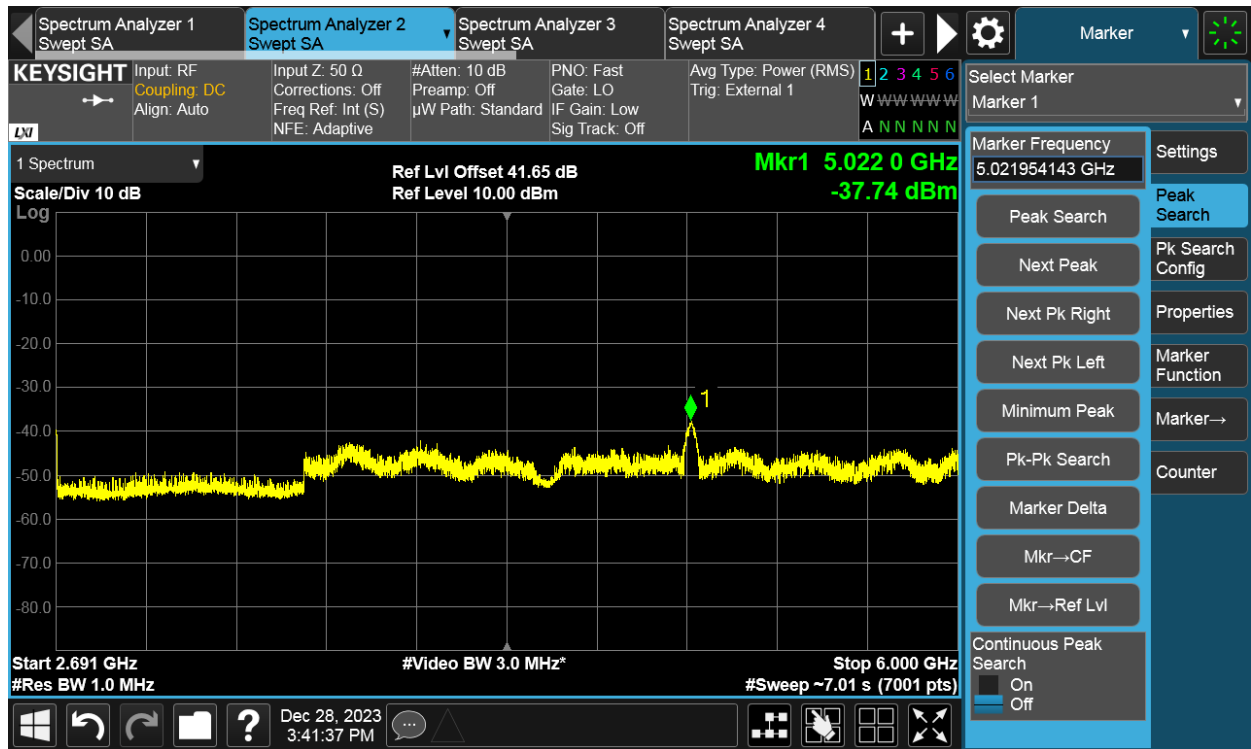 Spectrum Analyzer 1
Swept SA
Spectrum Analyzer 2
Swept SA
Spectrum Analyzer 3
Swept SA
Spectrum Analyzer 4
Swept SA
+
Marker
KEYSIGHT
LXI
Input: RF
Coupling: DC
Align: Auto
Input Z: 50 Ω
Corrections: Off
Freq Ref: Int (S)
NFE: Adaptive
#Atten: 10 dB
Preamp: Off
µW Path: Standard
PNO: Fast
Gate: LO
IF Gain: Low
Sig Track: Off
Avg Type: Power (RMS)
Trig: External 1
1 2 3 4 5 6
W W W W W W
A N N N N N
1 Spectrum
Scale/Div 10 dB
Ref Lvl Offset 41.65 dB
Ref Level 10.00 dBm
Mkr1 5.022 0 GHz
-37.74 dBm
Log
0.00
-10.0
-20.0
-30.0
-40.0
-50.0
-60.0
-70.0
-80.0
1
Start 2.691 GHz
#Res BW 1.0 MHz
#Video BW 3.0 MHz*
Stop 6.000 GHz
#Sweep ~7.01 s (7001 pts)
Select Marker
Marker 1
Marker Frequency
5.021954143 GHz
Peak Search
Next Peak
Next Pk Right
Next Pk Left
Minimum Peak
Pk-Pk Search
Marker Delta
Mkr→CF
Mkr→Ref Lvl
Continuous Peak
Search
On
Off
Settings
Peak
Search
Pk Search
Config
Properties
Marker
Function
Marker→
Counter
?
Dec 28, 2023
3:41:37 PM